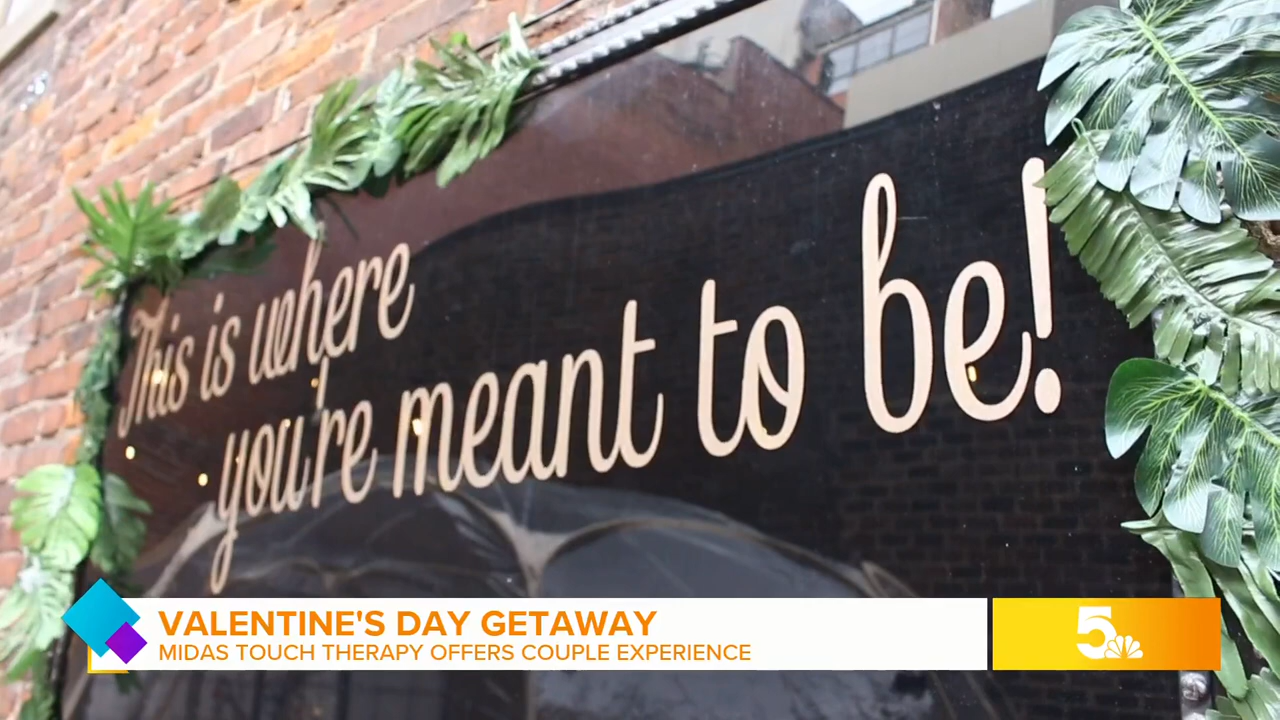 This is where
you're meant to be!
VALENTINE'S DAY GETAWAY
MIDAS TOUCH THERAPY OFFERS COUPLE EXPERIENCE
5